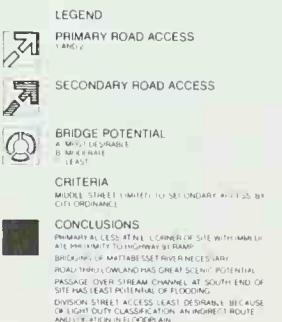 LEGEND
PRIMARY ROAD ACCESS
1 AND 2
SECONDARY ROAD ACCESS
BRIDGE POTENTIAL
A MOST DESIRABLE
B MODERATE
C LEAST
CRITERIA
MIDDLE STREET LIMITED TO SECONDARY ACCESS BY
CITY ORDINANCE
CONCLUSIONS
PRIMARY ACCESS AT N.E. CORNER OF SITE WITH IMMEDI
ATE PROXIMITY TO HIGHWAY 91 RAMP
BRIDGING OF MATTABESSET RIVER NECESSARY
ROAD THRU LOWLAND HAS GREAT SCENIC POTENTIAL
PASSAGE OVER STREAM CHANNEL AT SOUTH END OF
SITE HAS LEAST POTENTIAL OF FLOODING
DIVISION STREET ACCESS LEAST DESIRABLE BECAUSE
OF LIGHT DUTY CLASSIFICATION AN INDIRECT ROUTE
AND LOCATION IN FLOODPLAIN